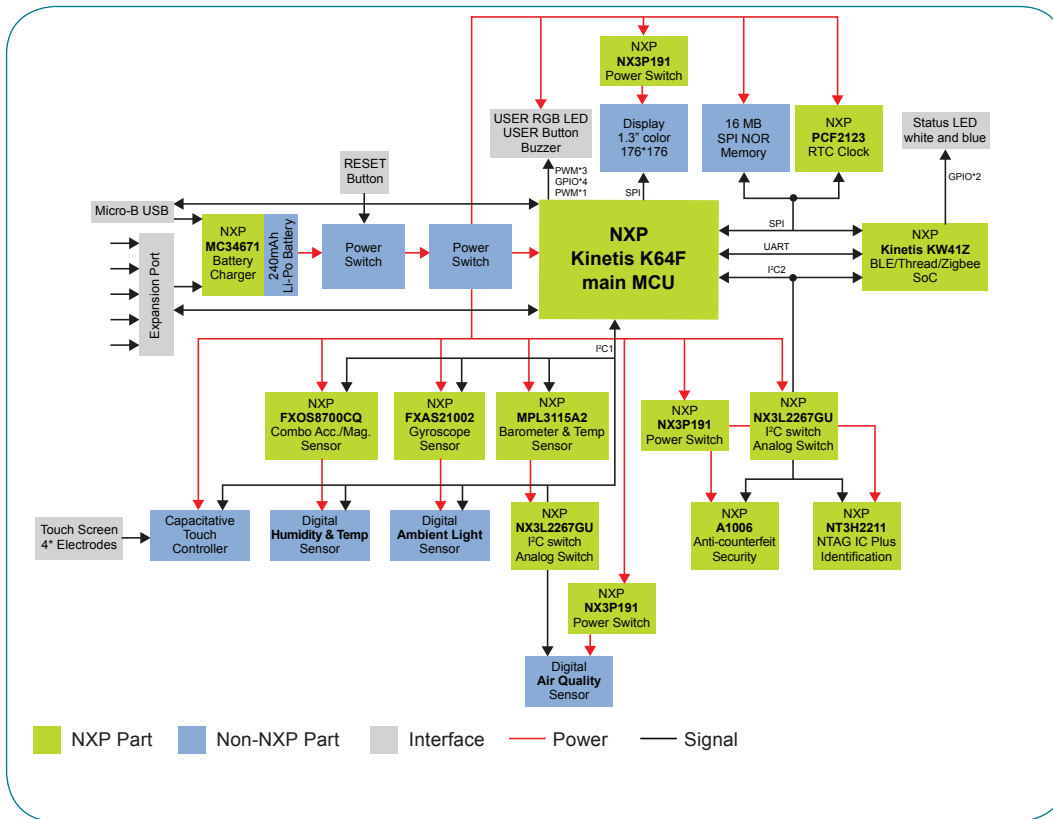 NXP
NX3P191
Power Switch
USER RGB LED
USER Button
Buzzer
Display
1.3” color
176*176
16 MB
SPI NOR
Memory
NXP
PCF2123
RTC Clock
Status LED
white and blue
RESET
Button
PWM*3
GPIO*4
PWM*1
SPI
GPIO*2
Micro-B USB
NXP
MC34671
Battery
Charger
240mAh
Li-Po Battery
Power
Switch
Power
Switch
NXP
Kinetis K64F
main MCU
SPI
UART
I²C2
NXP
Kinetis KW41Z
BLE/Thread/Zigbee
SoC
Expansion Port
I²C1
NXP
FXOS8700CQ
Combo Acc./Mag.
Sensor
NXP
FXAS21002
Gyroscope
Sensor
NXP
MPL3115A2
Barometer & Temp
Sensor
NXP
NX3P191
Power Switch
NXP
NX3L2267GU
I²C switch
Analog Switch
Touch Screen
4* Electrodes
Capacitative
Touch
Controller
Digital
Humidity & Temp
Sensor
Digital
Ambient Light
Sensor
NXP
NX3L2267GU
I²C switch
Analog Switch
NXP
A1006
Anti-counterfeit
Security
NXP
NT3H2211
NTAG IC Plus
Identification
NXP
NX3P191
Power Switch
Digital
Air Quality
Sensor
NXP Part
Non-NXP Part
Interface
Power
Signal